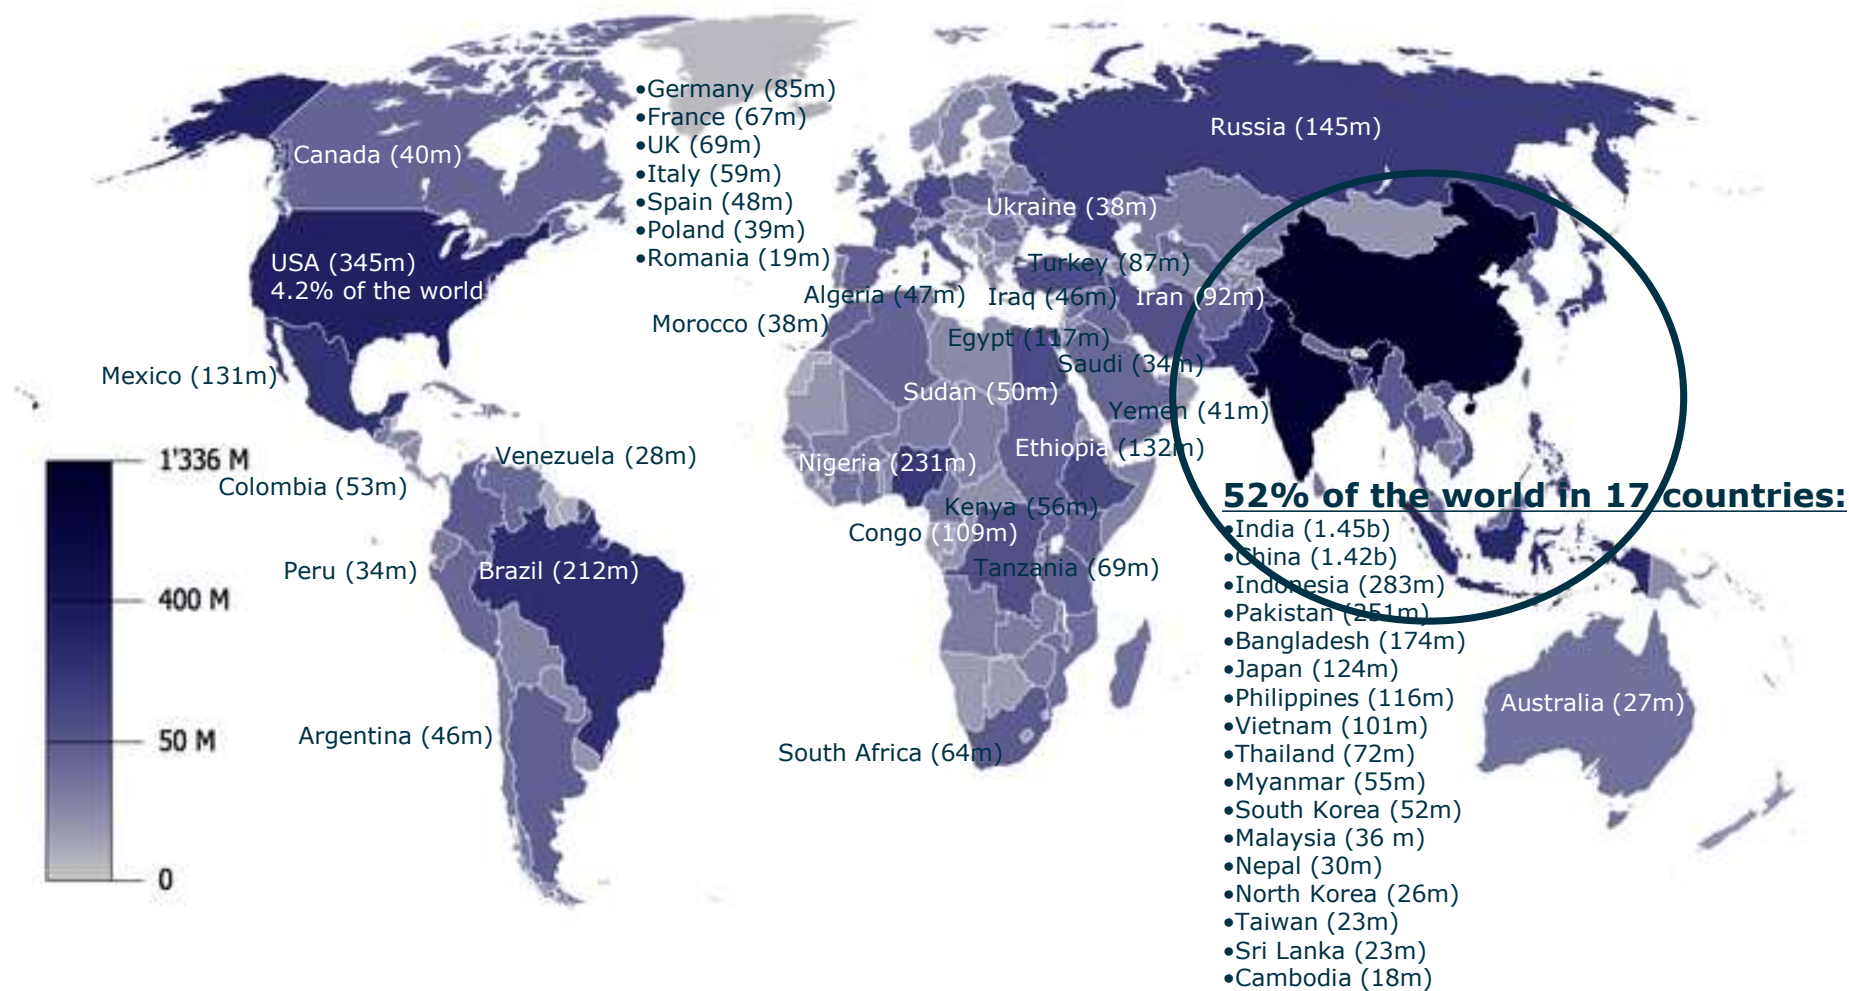 •Germany (85m)
•France (67m)
•UK (69m)
•Italy (59m)
•Spain (48m)
•Poland (39m)
•Romania (19m)
Russia (145m)
Canada (40m)
Ukraine (38m)
USA (345m)
4.2% of the world
Turkey (87m)
Algeria (47m)
Iraq (46m)
Iran (92m)
Morocco (38m)
Egypt (117m)
Saudi (34m)
Mexico (131m)
Sudan (50m)
Yemen (41m)
Ethiopia (132m)
Venezuela (28m)
Nigeria (231m)
Colombia (53m)
Kenya (56m)
Congo (109m)
Tanzania (69m)
Peru (34m)
Brazil (212m)
Argentina (46m)
South Africa (64m)
Australia (27m)
1'336 M
400 M
50 M
0
52% of the world in 17 countries:
•India (1.45b)
•China (1.42b)
•Indonesia (283m)
•Pakistan (251m)
•Bangladesh (174m)
•Japan (124m)
•Philippines (116m)
•Vietnam (101m)
•Thailand (72m)
•Myanmar (55m)
•South Korea (52m)
•Malaysia (36 m)
•Nepal (30m)
•North Korea (26m)
•Taiwan (23m)
•Sri Lanka (23m)
•Cambodia (18m)